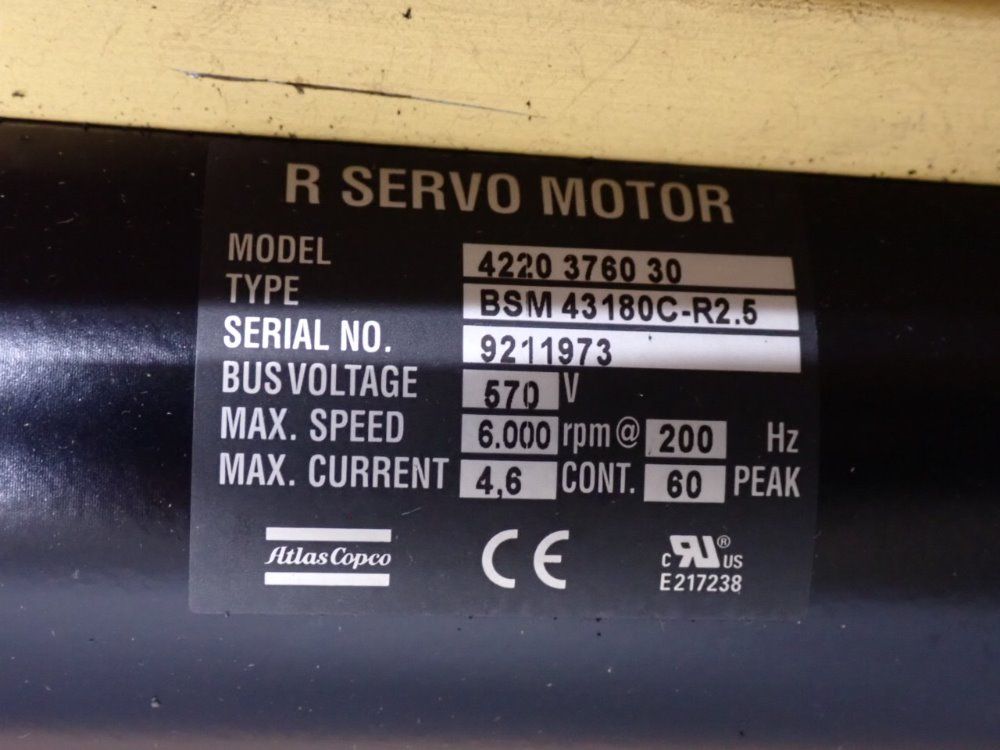 R SERVO MOTOR
MODEL 4220 3760 30
TYPE BSM 43180C-R2.5
SERIAL NO. 9211973
BUS VOLTAGE 570 V
MAX. SPEED 6.000 rpm@ 200 Hz
MAX. CURRENT 4,6 CONT. 60 PEAK
Atlas Copco CE c RU ® US
E217238